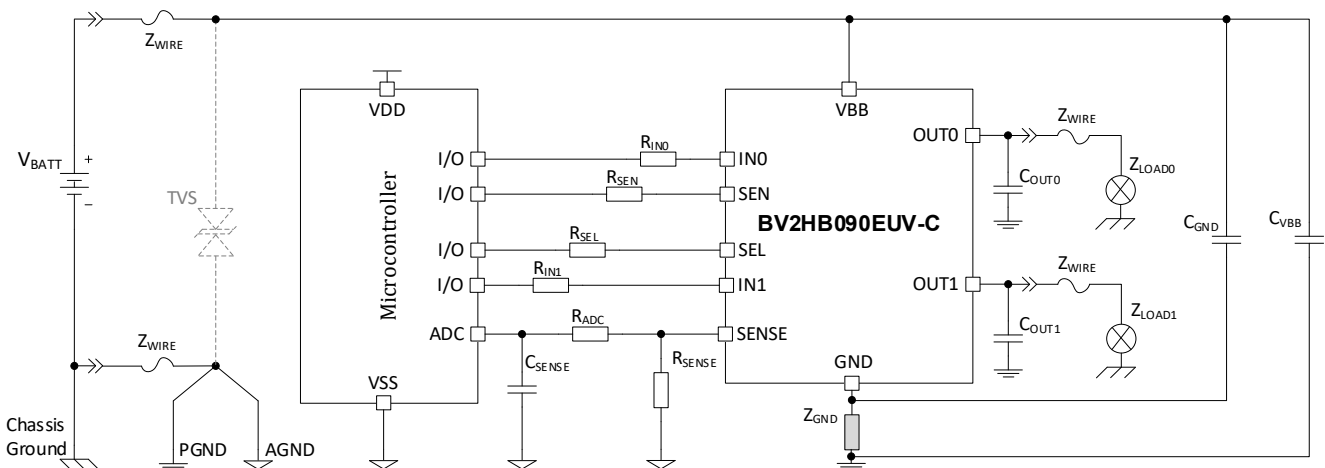 Z_WIRE
VDD
VBB
OUT0
Z_WIRE
V_BATT
+
−
TVS
I/O
R_IN0
IN0
C_OUT0
Z_LOAD0
I/O
R_SEN
SEN
Microcontroller
BV2HB090EUV-C
C_GND
C_VBB
I/O
R_SEL
SEL
I/O
R_IN1
IN1
OUT1
Z_WIRE
ADC
R_ADC
SENSE
C_OUT1
Z_LOAD1
Z_WIRE
C_SENSE
R_SENSE
GND
VSS
Z_GND
Chassis
Ground
PGND
AGND